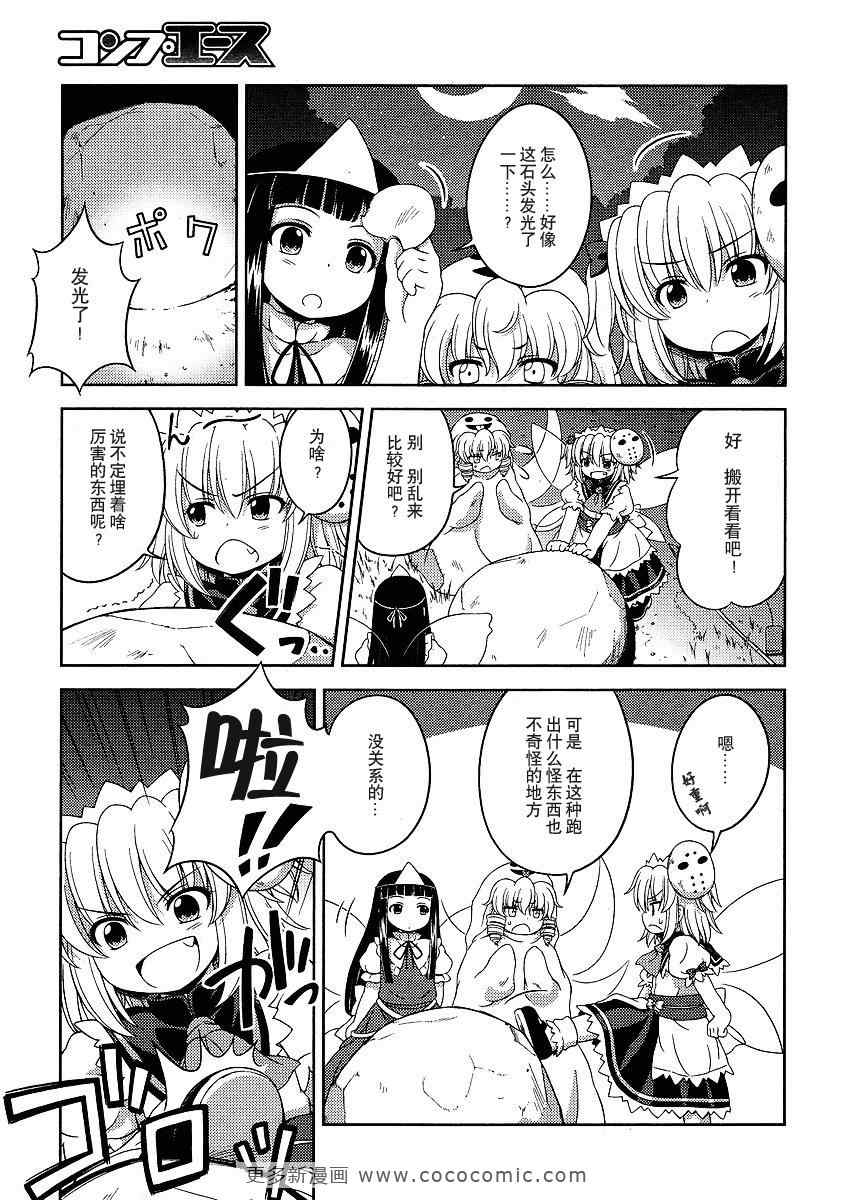 コンプ・エース
怎么……好像
这石头发光了
一下……?
发光了!
ポウ
好 搬开看看吧!
别 别乱来
比较好吧?
为啥?
说不定埋着啥
厉害的东西呢?
ぐぐっ…
嗯……
好重啊
可是 在这种跑
出什么怪东西也
不奇怪的地方
没关系的…
啦!!
がっ
ゴロ
更多新漫画 www.cococomic.com